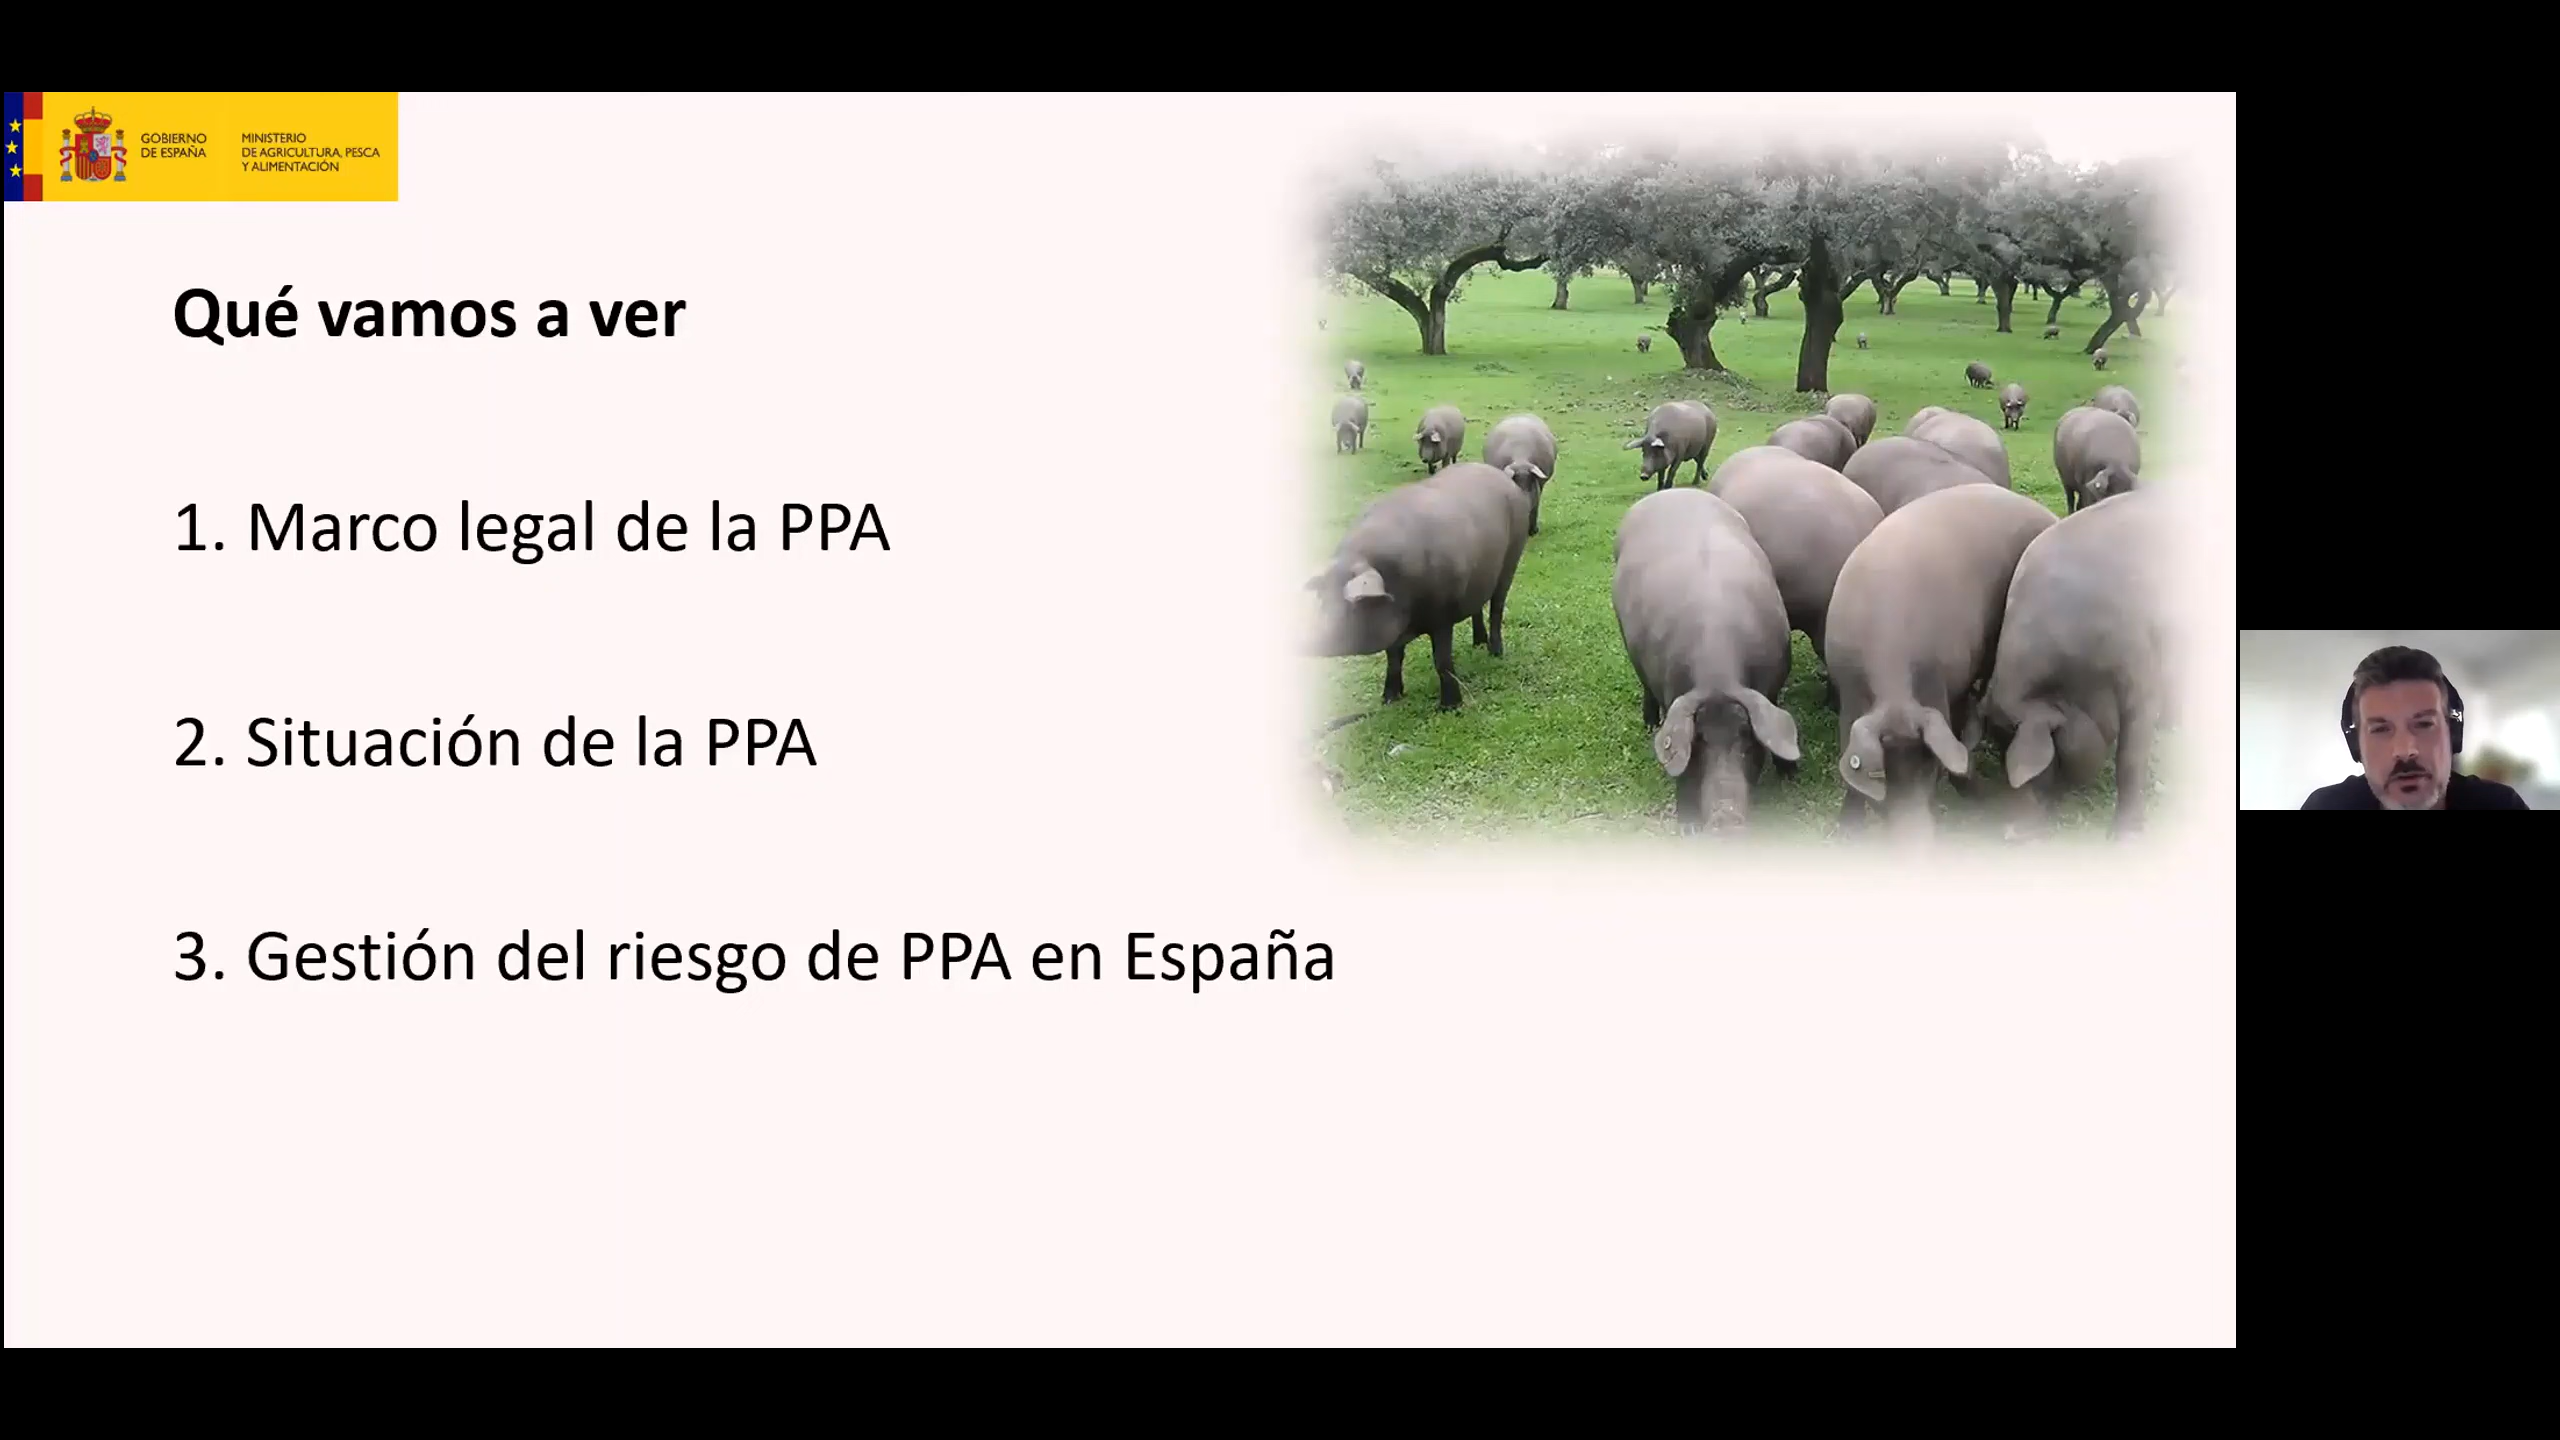 GOBIERNO
DE ESPAÑA
MINISTERIO
DE AGRICULTURA, PESCA
Y ALIMENTACIÓN
Qué vamos a ver
1. Marco legal de la PPA
2. Situación de la PPA
3. Gestión del riesgo de PPA en España